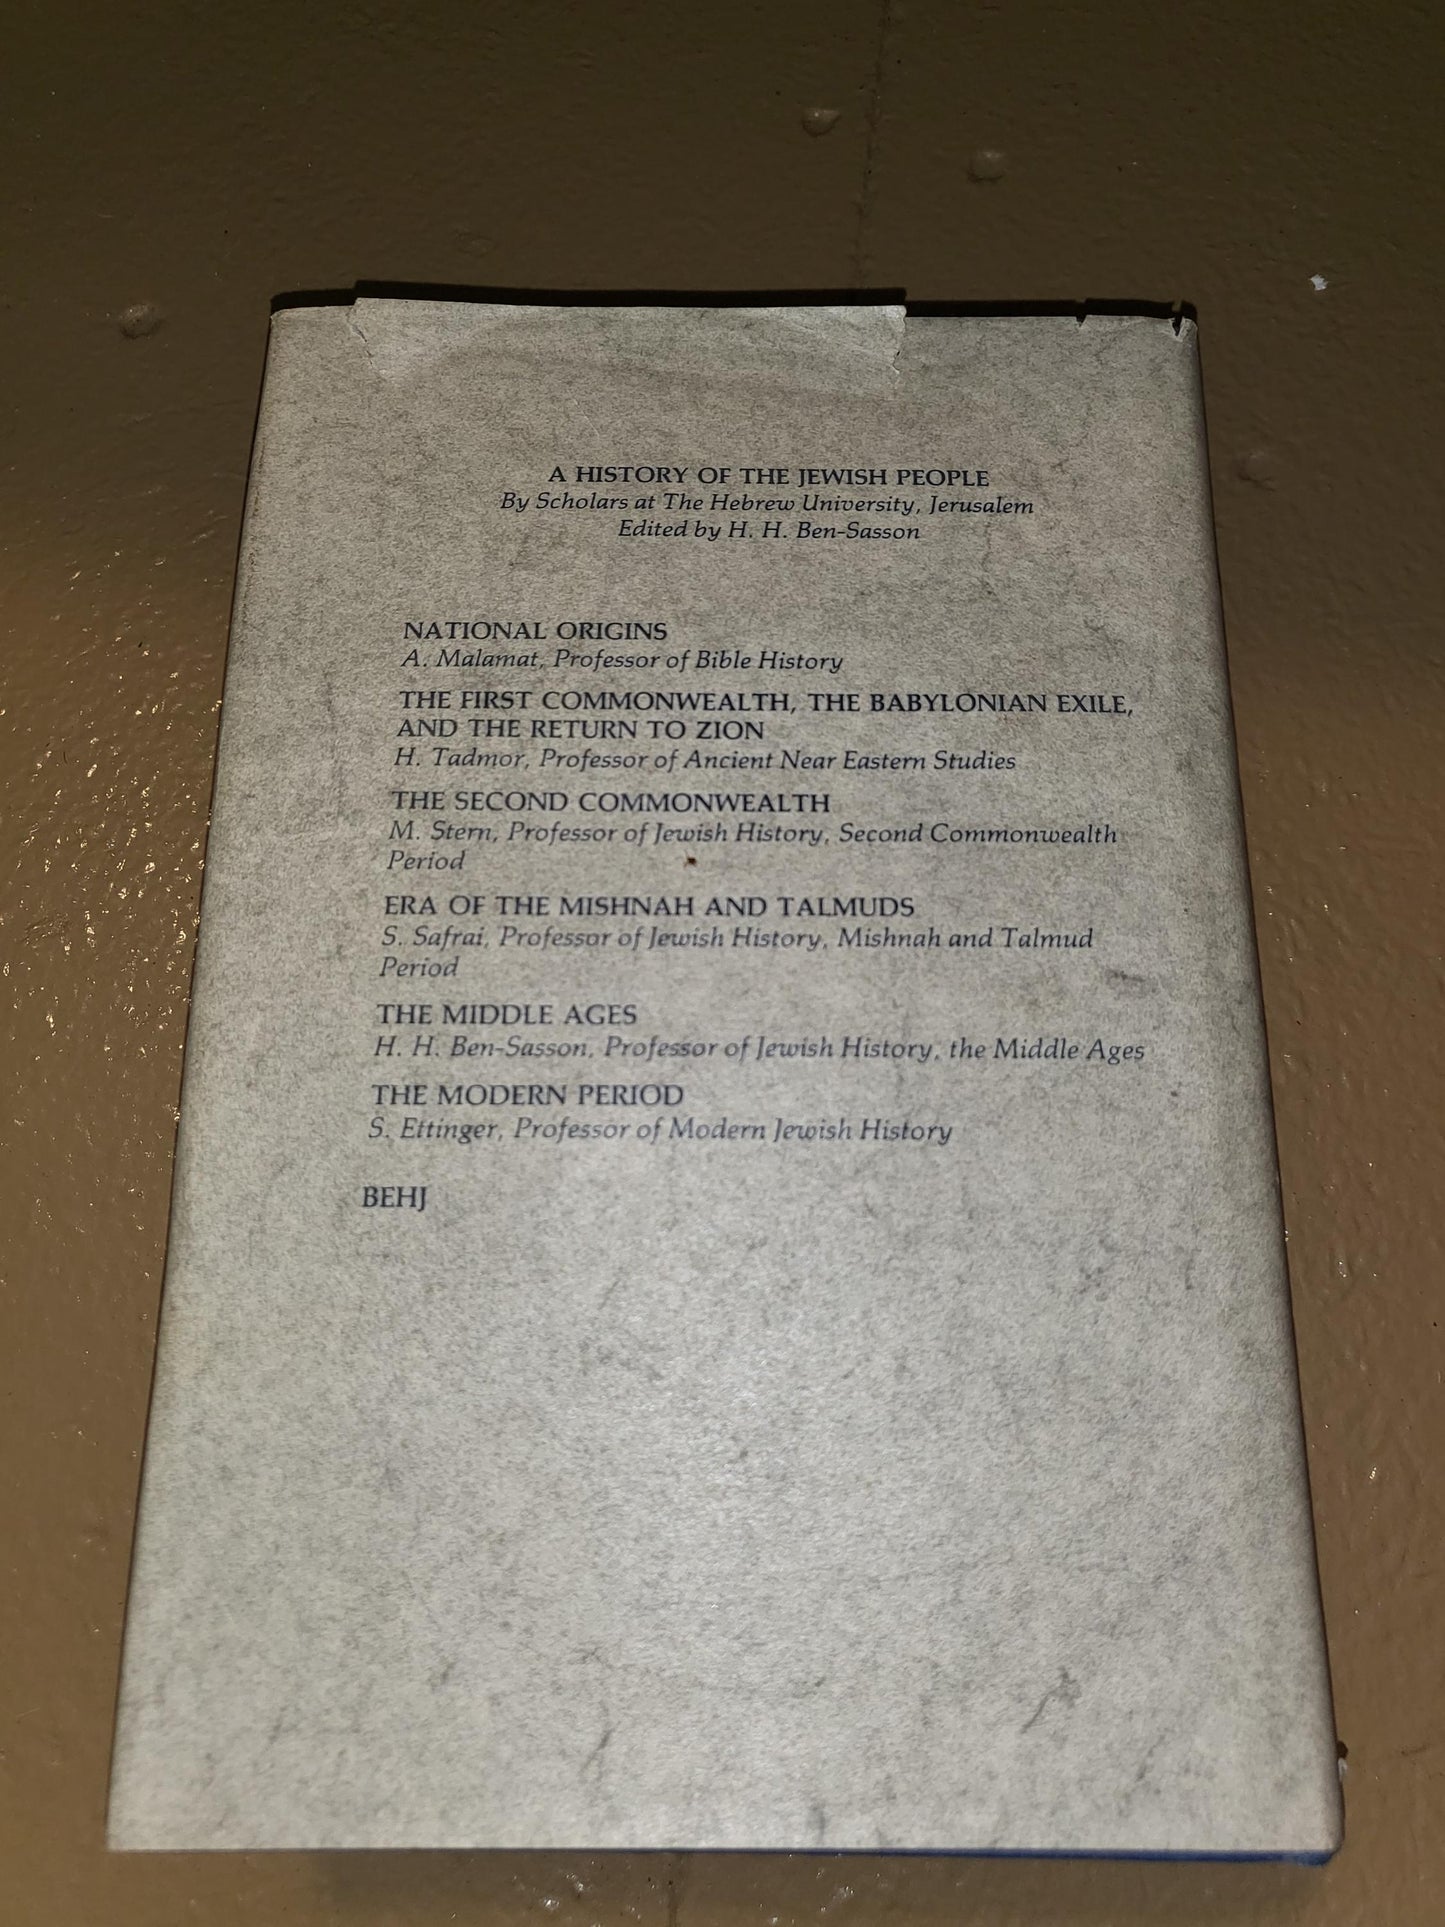 A HISTORY OF THE JEWISH PEOPLE
By Scholars at The Hebrew University, Jerusalem
Edited by H. H. Ben-Sasson
NATIONAL ORIGINS
A. Malamat, Professor of Bible History
THE FIRST COMMONWEALTH, THE BABYLONIAN EXILE,
AND THE RETURN TO ZION
H. Tadmor, Professor of Ancient Near Eastern Studies
THE SECOND COMMONWEALTH
M. Stern, Professor of Jewish History, Second Commonwealth
Period
ERA OF THE MISHNAH AND TALMUDS
S. Safrai, Professor of Jewish History, Mishnah and Talmud
Period
THE MIDDLE AGES
H. H. Ben-Sasson, Professor of Jewish History, the Middle Ages
THE MODERN PERIOD
S. Ettinger, Professor of Modern Jewish History
BEHJ